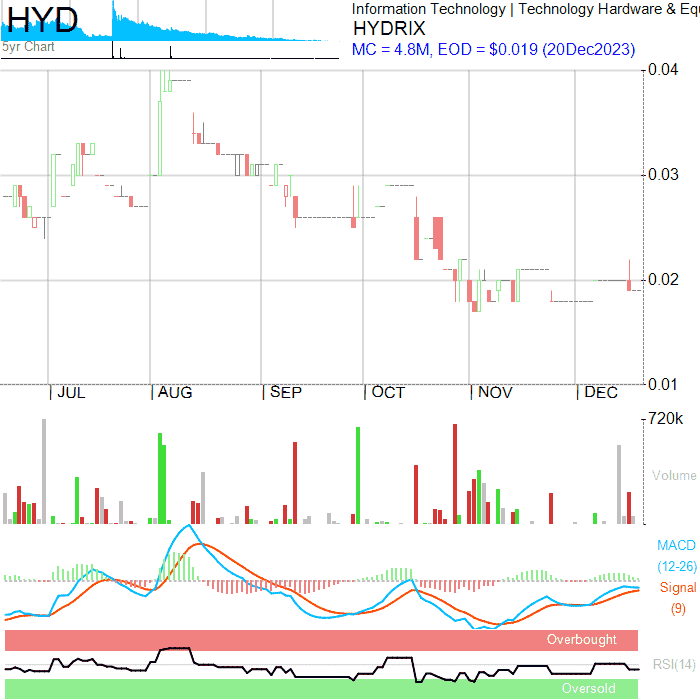 HYD
5yr Chart
Information Technology | Technology Hardware & Equ
HYDRIX
MC = 4.8M, EOD = $0.019 (20Dec2023)
0.04
0.03
0.02
0.01
JUL AUG SEP OCT NOV DEC
720k
Volume
MACD
(12-26)
Signal
(9)
Overbought
RSI(14)
Oversold